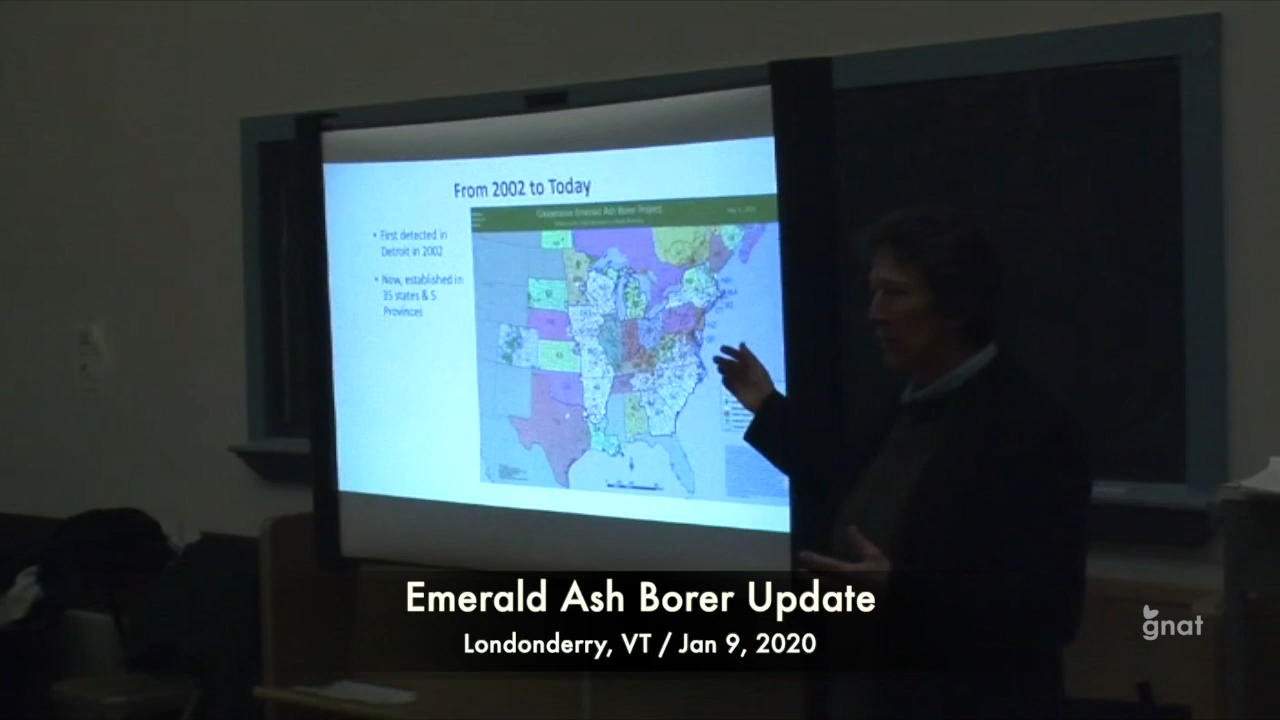 From 2002 to Today
Cooperative Emerald Ash Borer Project
• First detected in
Detroit in 2002
• Now, established in
35 states & 5
Provinces
Emerald Ash Borer Update
Londonderry, VT / Jan 9, 2020
gnat